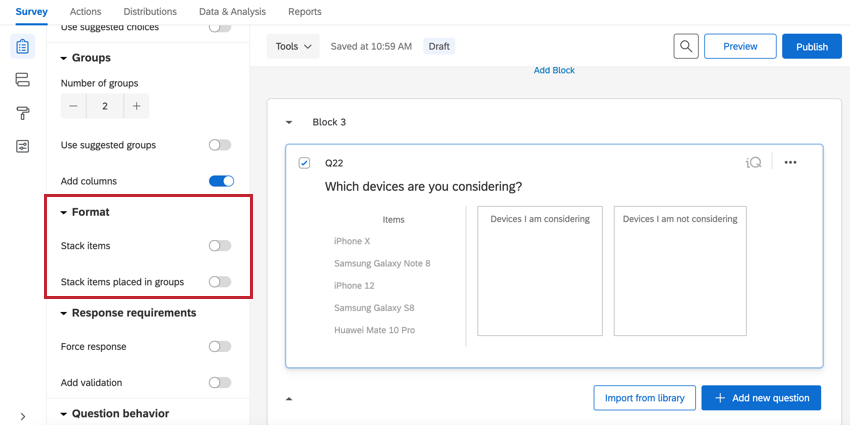 Survey Actions Distributions Data & Analysis Reports
Use suggested choices
Groups
Number of groups
2
Use suggested groups
Add columns
Format
Stack items
Stack items placed in groups
Response requirements
Force response
Add validation
Question behavior
Tools Saved at 10:59 AM Draft Preview Publish
Add Block
Block 3
Q22 iQ
Which devices are you considering?
Items Devices I am considering Devices I am not considering
iPhone X
Samsung Galaxy Note 8
iPhone 12
Samsung Galaxy S8
Huawei Mate 10 Pro
Import from library Add new question